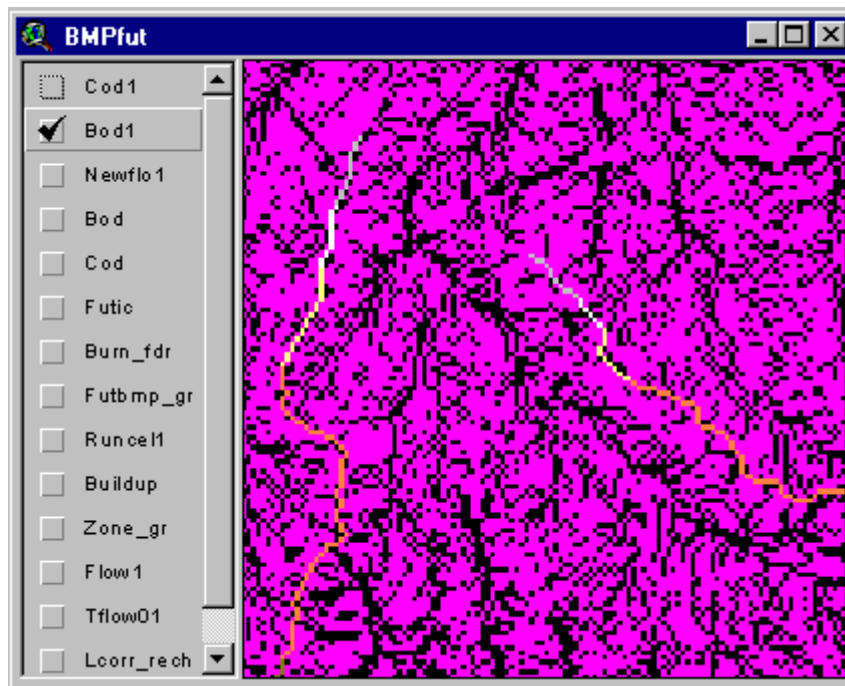 BMPfut
Cod1
Bod1
Newflo1
Bod
Cod
Futic
Burn_fdr
Futbmp_gr
Runcel1
Buildup
Zone_gr
Flow1
Tflow01
Lcorr_rech